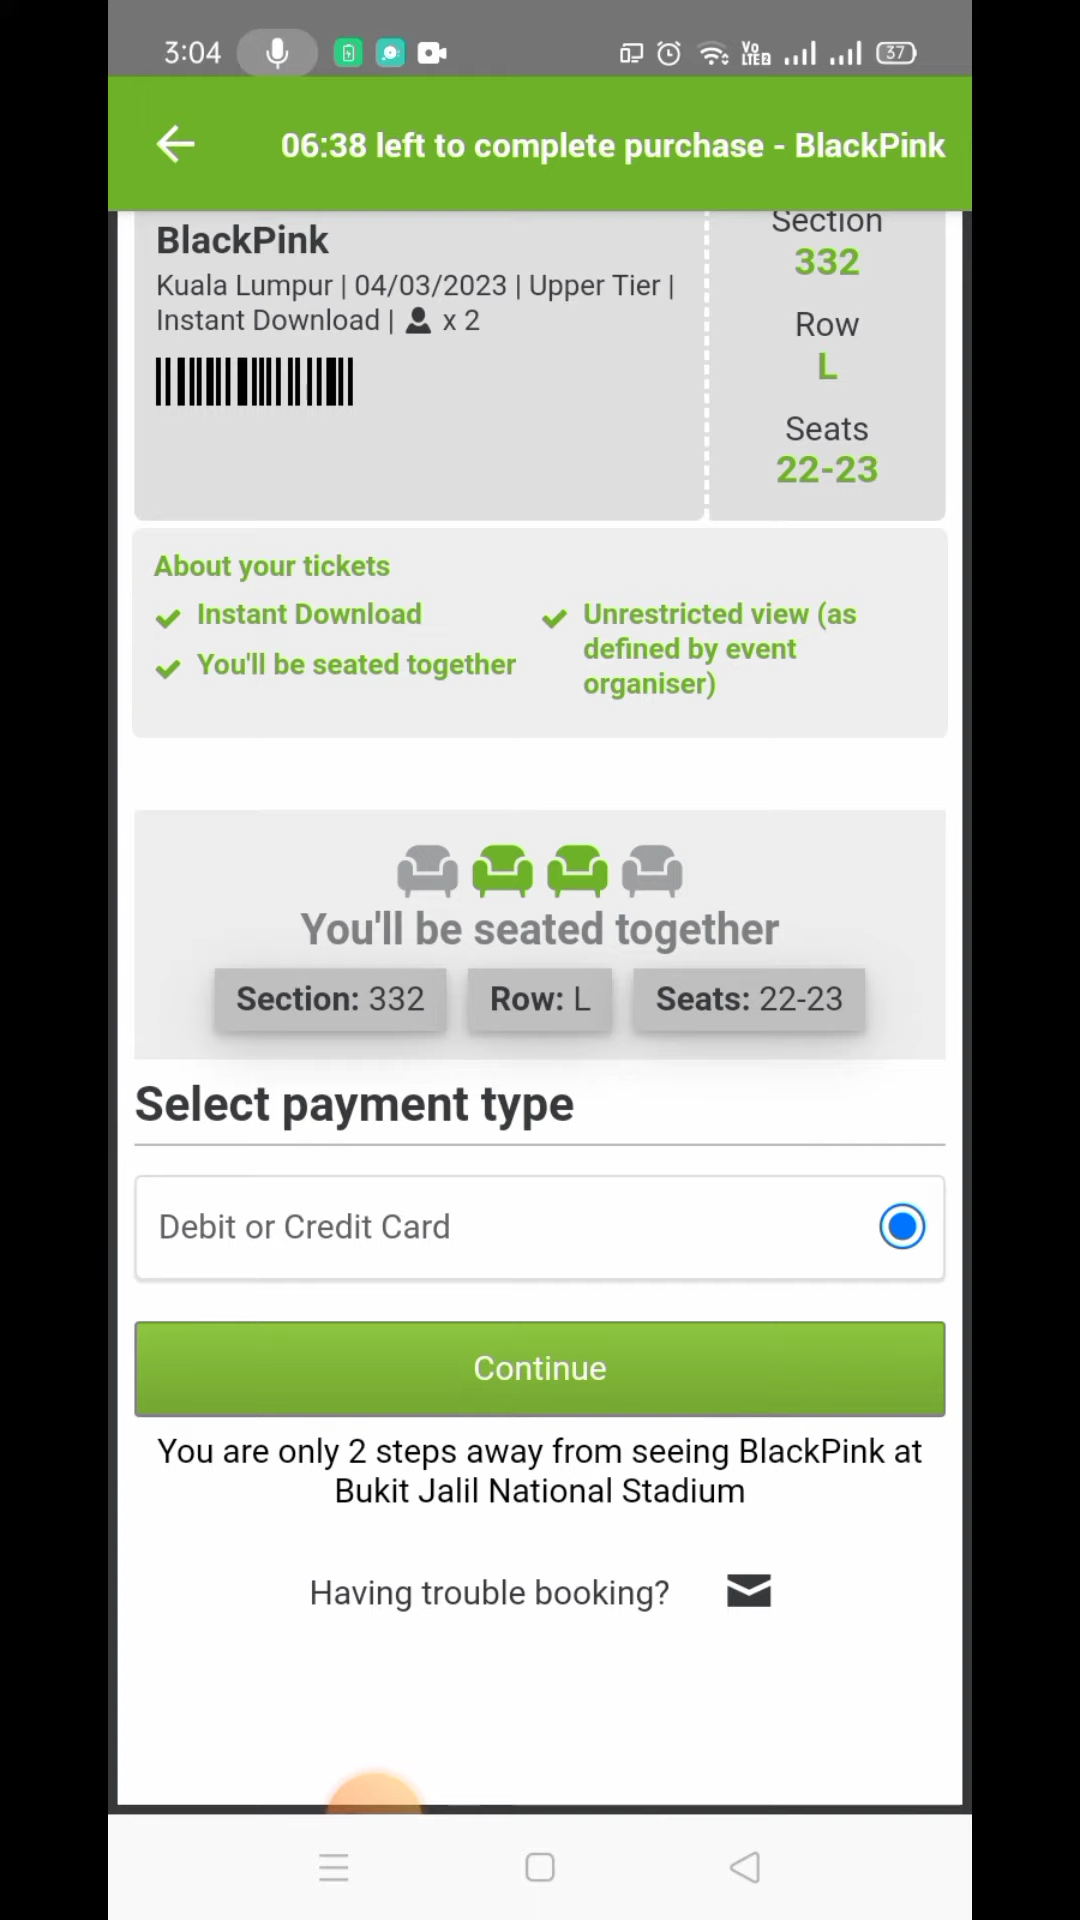 3:04
Vo
LTE2
37
06:38 left to complete purchase - BlackPink
BlackPink
Kuala Lumpur | 04/03/2023 | Upper Tier |
Instant Download | x 2
Section
332
Row
L
Seats
22-23
About your tickets
Instant Download
You'll be seated together
Unrestricted view (as
defined by event
organiser)
You'll be seated together
Section: 332
Row: L
Seats: 22-23
Select payment type
Debit or Credit Card
Continue
You are only 2 steps away from seeing BlackPink at
Bukit Jalil National Stadium
Having trouble booking?